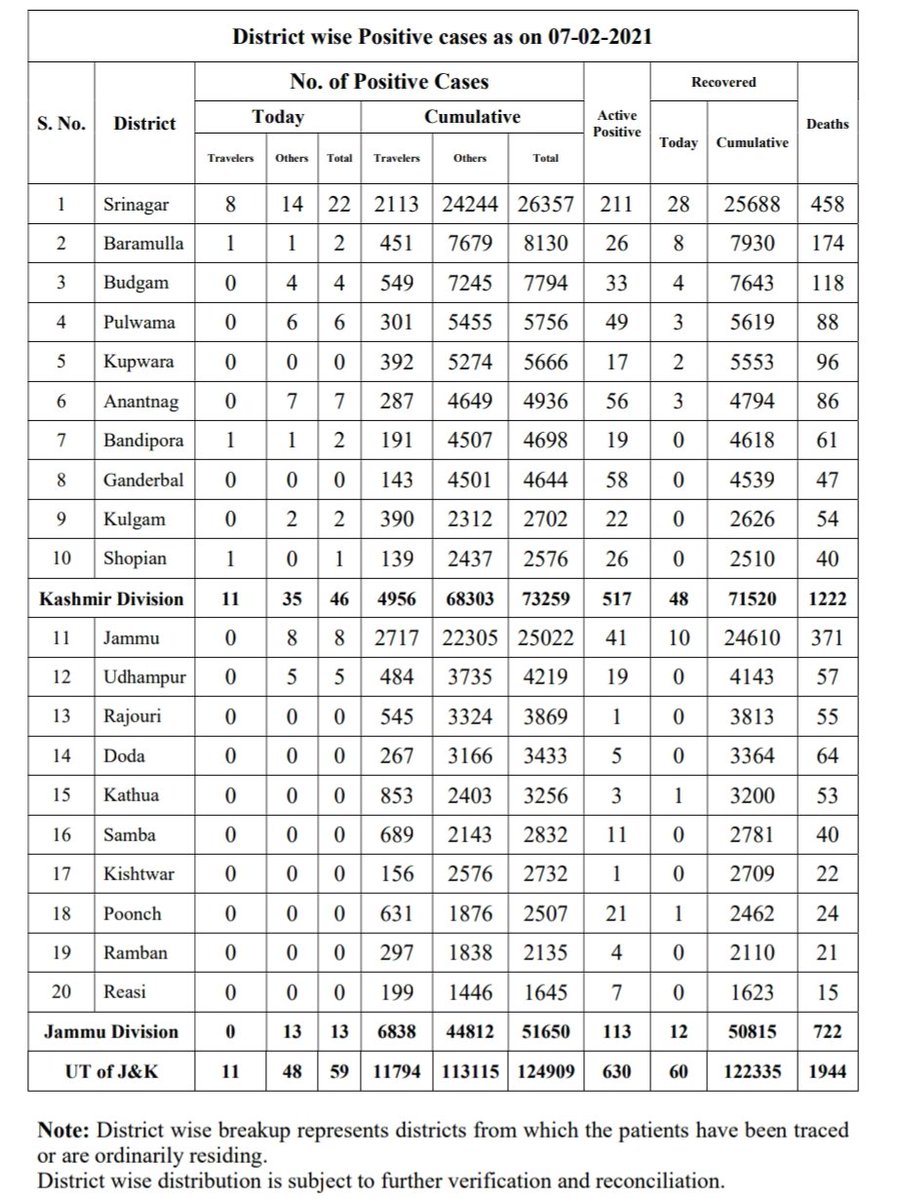 District wise Positive cases as on 07-02-2021
S. No. District No. of Positive Cases Active Positive Recovered Deaths
Today Cumulative Today Cumulative
Travelers Others Total Travelers Others Total
1 Srinagar 8 14 22 2113 24244 26357 211 28 25688 458
2 Baramulla 1 1 2 451 7679 8130 26 8 7930 174
3 Budgam 0 4 4 549 7245 7794 33 4 7643 118
4 Pulwama 0 6 6 301 5455 5756 49 3 5619 88
5 Kupwara 0 0 0 392 5274 5666 17 2 5553 96
6 Anantnag 0 7 7 287 4649 4936 56 3 4794 86
7 Bandipora 1 1 2 191 4507 4698 19 0 4618 61
8 Ganderbal 0 0 0 143 4501 4644 58 0 4539 47
9 Kulgam 0 2 2 390 2312 2702 22 0 2626 54
10 Shopian 1 0 1 139 2437 2576 26 0 2510 40
Kashmir Division 11 35 46 4956 68303 73259 517 48 71520 1222
11 Jammu 0 8 8 2717 22305 25022 41 10 24610 371
12 Udhampur 0 5 5 484 3735 4219 19 0 4143 57
13 Rajouri 0 0 0 545 3324 3869 1 0 3813 55
14 Doda 0 0 0 267 3166 3433 5 0 3364 64
15 Kathua 0 0 0 853 2403 3256 3 1 3200 53
16 Samba 0 0 0 689 2143 2832 11 0 2781 40
17 Kishtwar 0 0 0 156 2576 2732 1 0 2709 22
18 Poonch 0 0 0 631 1876 2507 21 1 2462 24
19 Ramban 0 0 0 297 1838 2135 4 0 2110 21
20 Reasi 0 0 0 199 1446 1645 7 0 1623 15
Jammu Division 0 13 13 6838 44812 51650 113 12 50815 722
UT of J&K 11 48 59 11794 113115 124909 630 60 122335 1944
Note: District wise breakup represents districts from which the patients have been traced
or are ordinarily residing.
District wise distribution is subject to further verification and reconciliation.